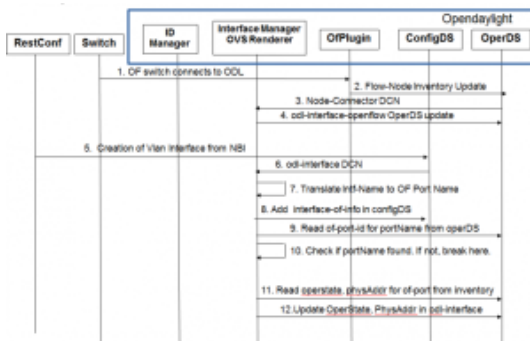 Opendaylight
RestConf
Switch
ID
Manager
Interface Manager
OVS Renderer
OfPlugin
ConfigDS
OperDS
1. OF switch connects to ODL
2. Flow-Node Inventory Update
3. Node-Connector DCN
4. odl-interface-openflow OperDS update
5. Creation of Vlan Interface from NBI
6. odl-interface DCN
7. Translate Intf-Name to OF Port Name
8. Add interface-of-info in configDS
9. Read of-port-id for portName from operDS
10. Check if portName found. If not, break here.
11. Read operstate, physAddr for of-port from inventory
12.Update OperState, PhysAddr in odl-interface